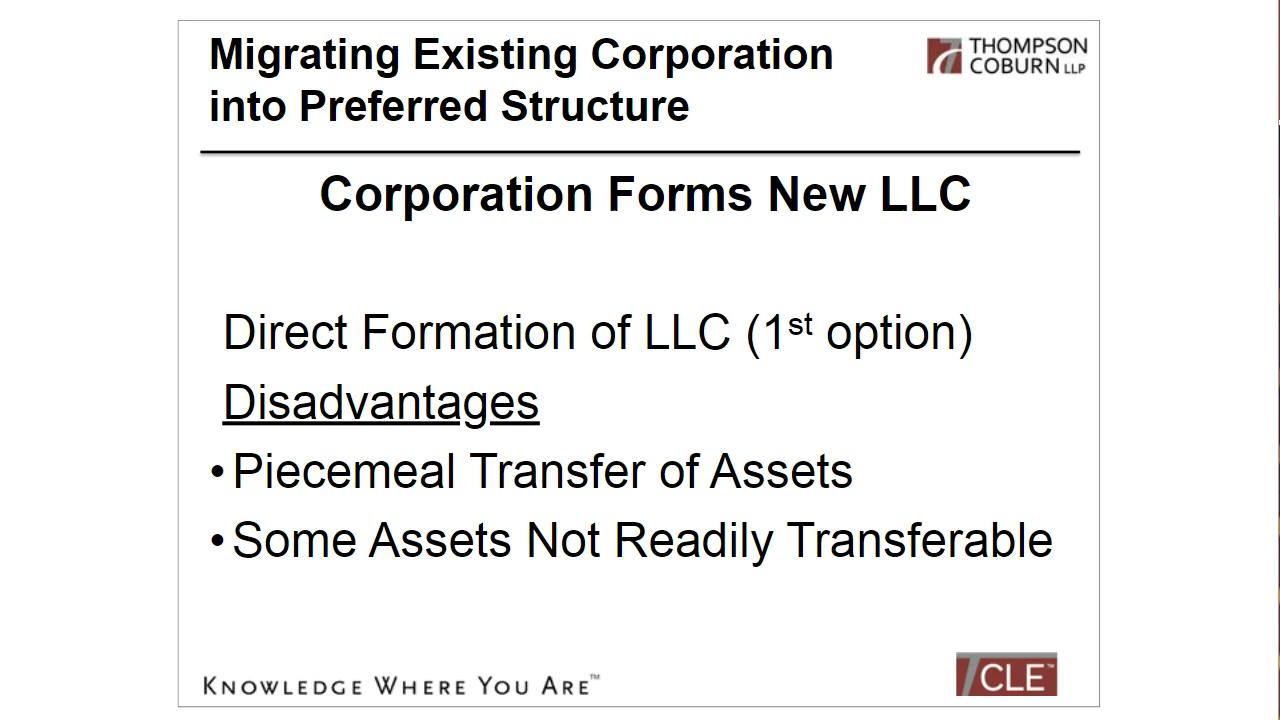 Migrating Existing Corporation
into Preferred Structure
THOMPSON
COBURN LLP
Corporation Forms New LLC
Direct Formation of LLC (1st option)
Disadvantages
• Piecemeal Transfer of Assets
• Some Assets Not Readily Transferable
KNOWLEDGE WHERE YOU ARE™
TCLE™